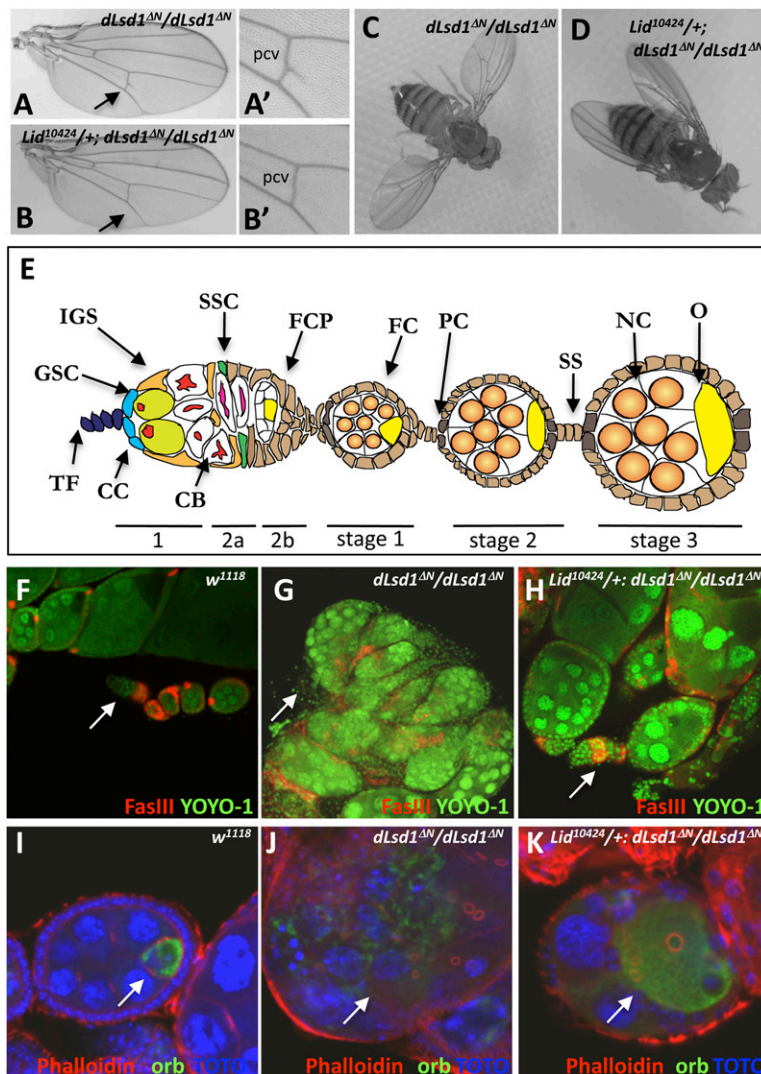 dLsd1ΔN/dLsd1ΔN
pcv
A
A’
Lid10424/+; dLsd1ΔN/dLsd1ΔN
pcv
B
B’
C
dLsd1ΔN/dLsd1ΔN
D
Lid10424/+;
dLsd1ΔN/dLsd1ΔN
E
IGS
SSC
FCP
FC
PC
SS
NC
O
GSC
TF
CC
CB
1
2a
2b
stage 1
stage 2
stage 3
F
w1118
FasIII YOYO-1
G
dLsd1ΔN/dLsd1ΔN
H
Lid10424/+: dLsd1ΔN/dLsd1ΔN
FasIII YOYO-1
I
w1118
Phalloidin orb TOTO
J
dLsd1ΔN/dLsd1ΔN
Phalloidin orb TOTO
K
Lid10424/+: dLsd1ΔN/dLsd1ΔN
Phalloidin orb TOTO